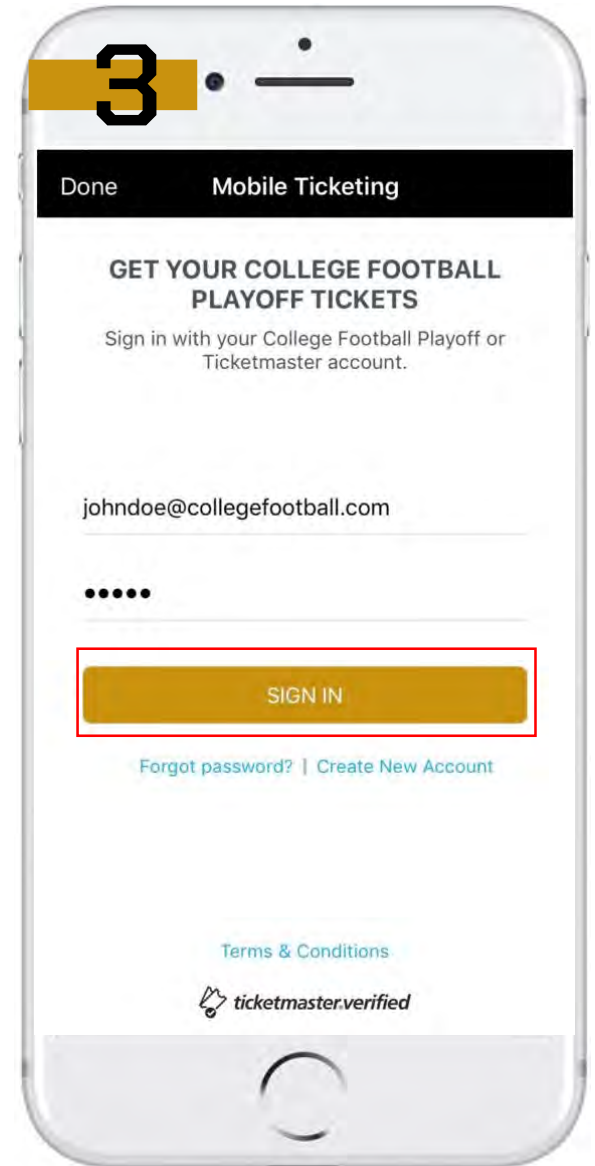 3
Done Mobile Ticketing
GET YOUR COLLEGE FOOTBALL
PLAYOFF TICKETS
Sign in with your College Football Playoff or
Ticketmaster account.
johndoe@collegefootball.com
•••••
SIGN IN
Forgot password? | Create New Account
Terms & Conditions
ticketmaster.verified